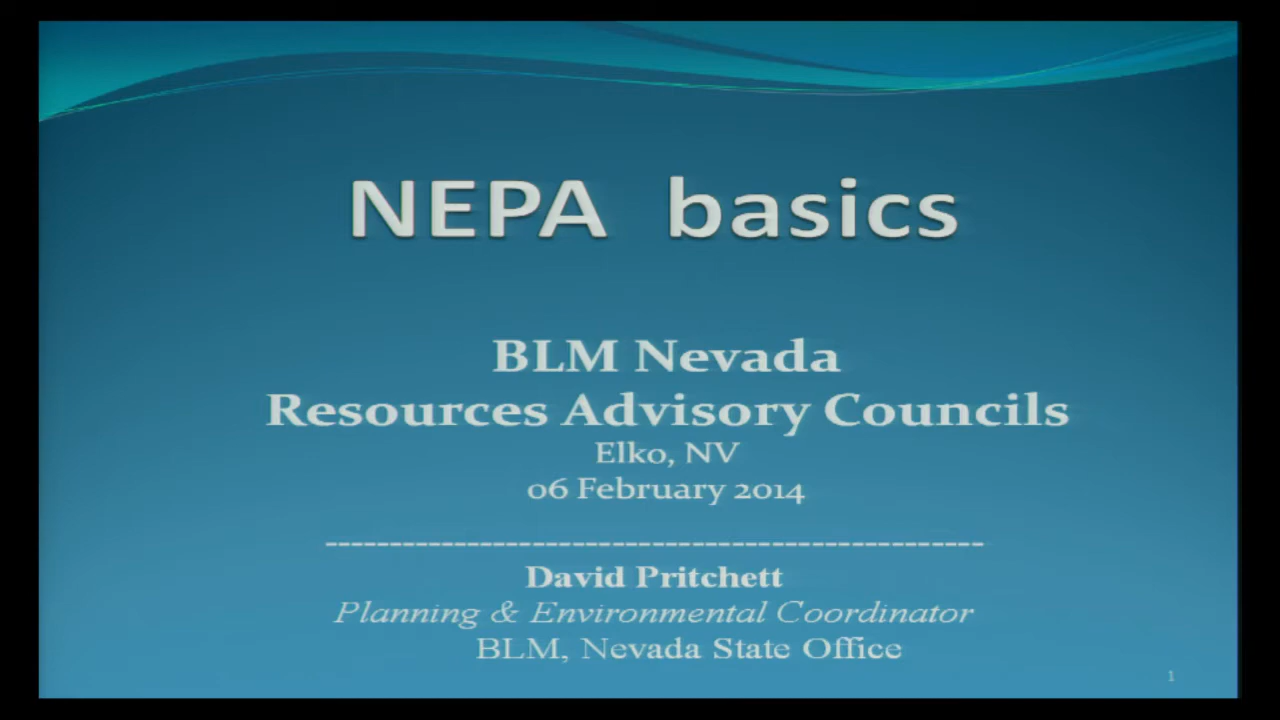 NEPA basics
BLM Nevada
Resources Advisory Councils
Elko, NV
06 February 2014
---------------------------------------------------
David Pritchett
Planning & Environmental Coordinator
BLM, Nevada State Office
1